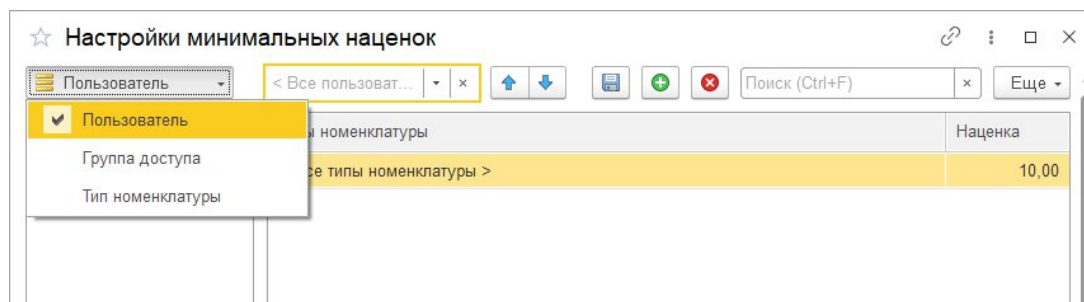 Настройки минимальных наценок
Пользователь < Все пользоват... Поиск (Ctrl+F) Еще
Пользователь
Группа доступа
Тип номенклатуры
номенклатуры Наценка
се типы номенклатуры > 10,00